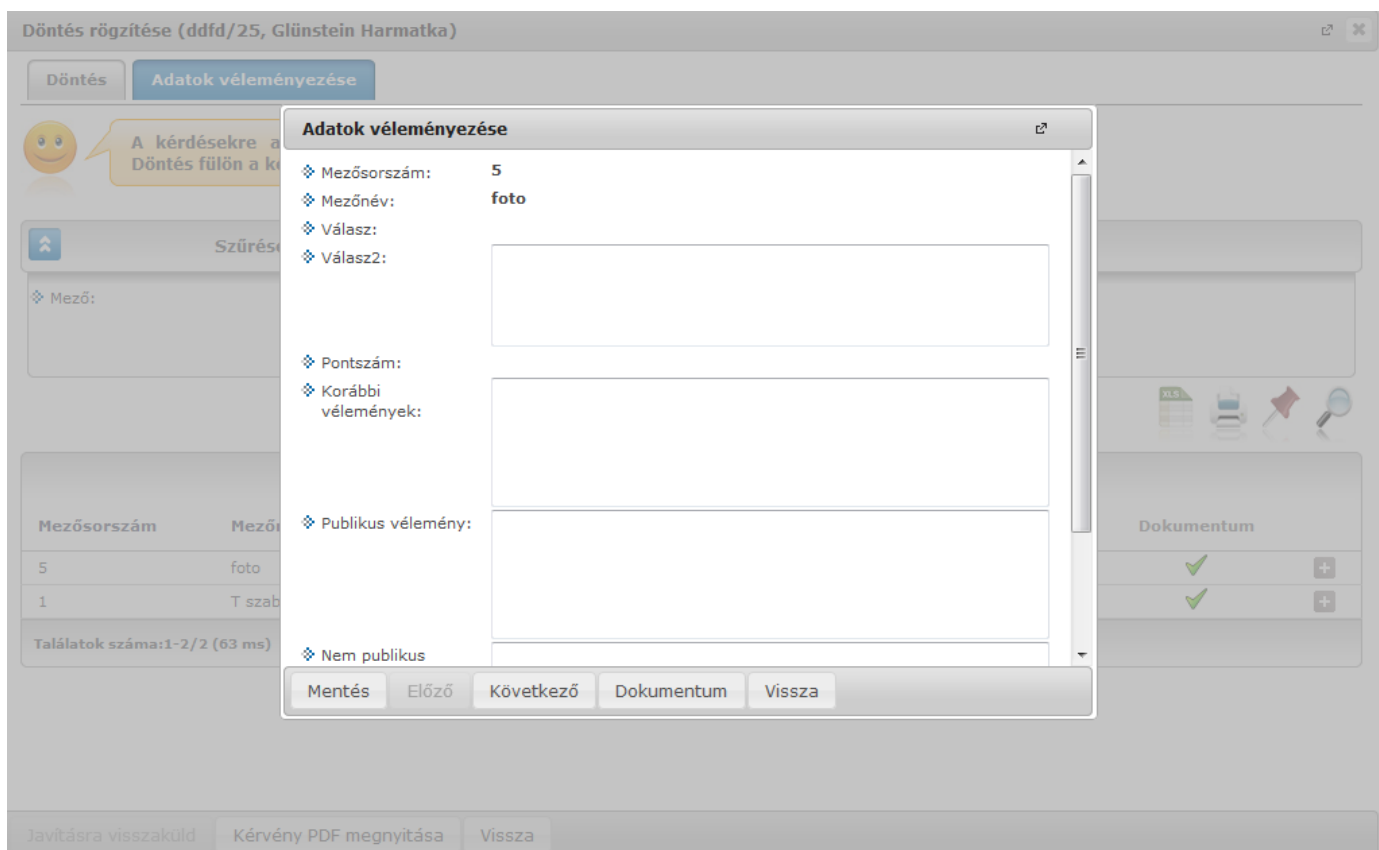 Döntés rögzítése (ddfd/25, Glünstein Harmatka)
Döntés
Adatok véleményezése
A kérdésekre a
Döntés fülön a
Szűrés
Mező:
XLS
Mezősorszám
Dokumentum
5 foto
1 T szab
Találatok száma:1-2/2 (63 ms)
Adatok véleményezése
Mezősorszám: 5
Mezőnév: foto
Válasz:
Válasz2:
Pontszám:
Korábbi
vélemények:
Publikus vélemény:
Nem publikus
Mentés Előző Következő Dokumentum Vissza
Javításra visszaküld Kérvény PDF megnyitása Vissza